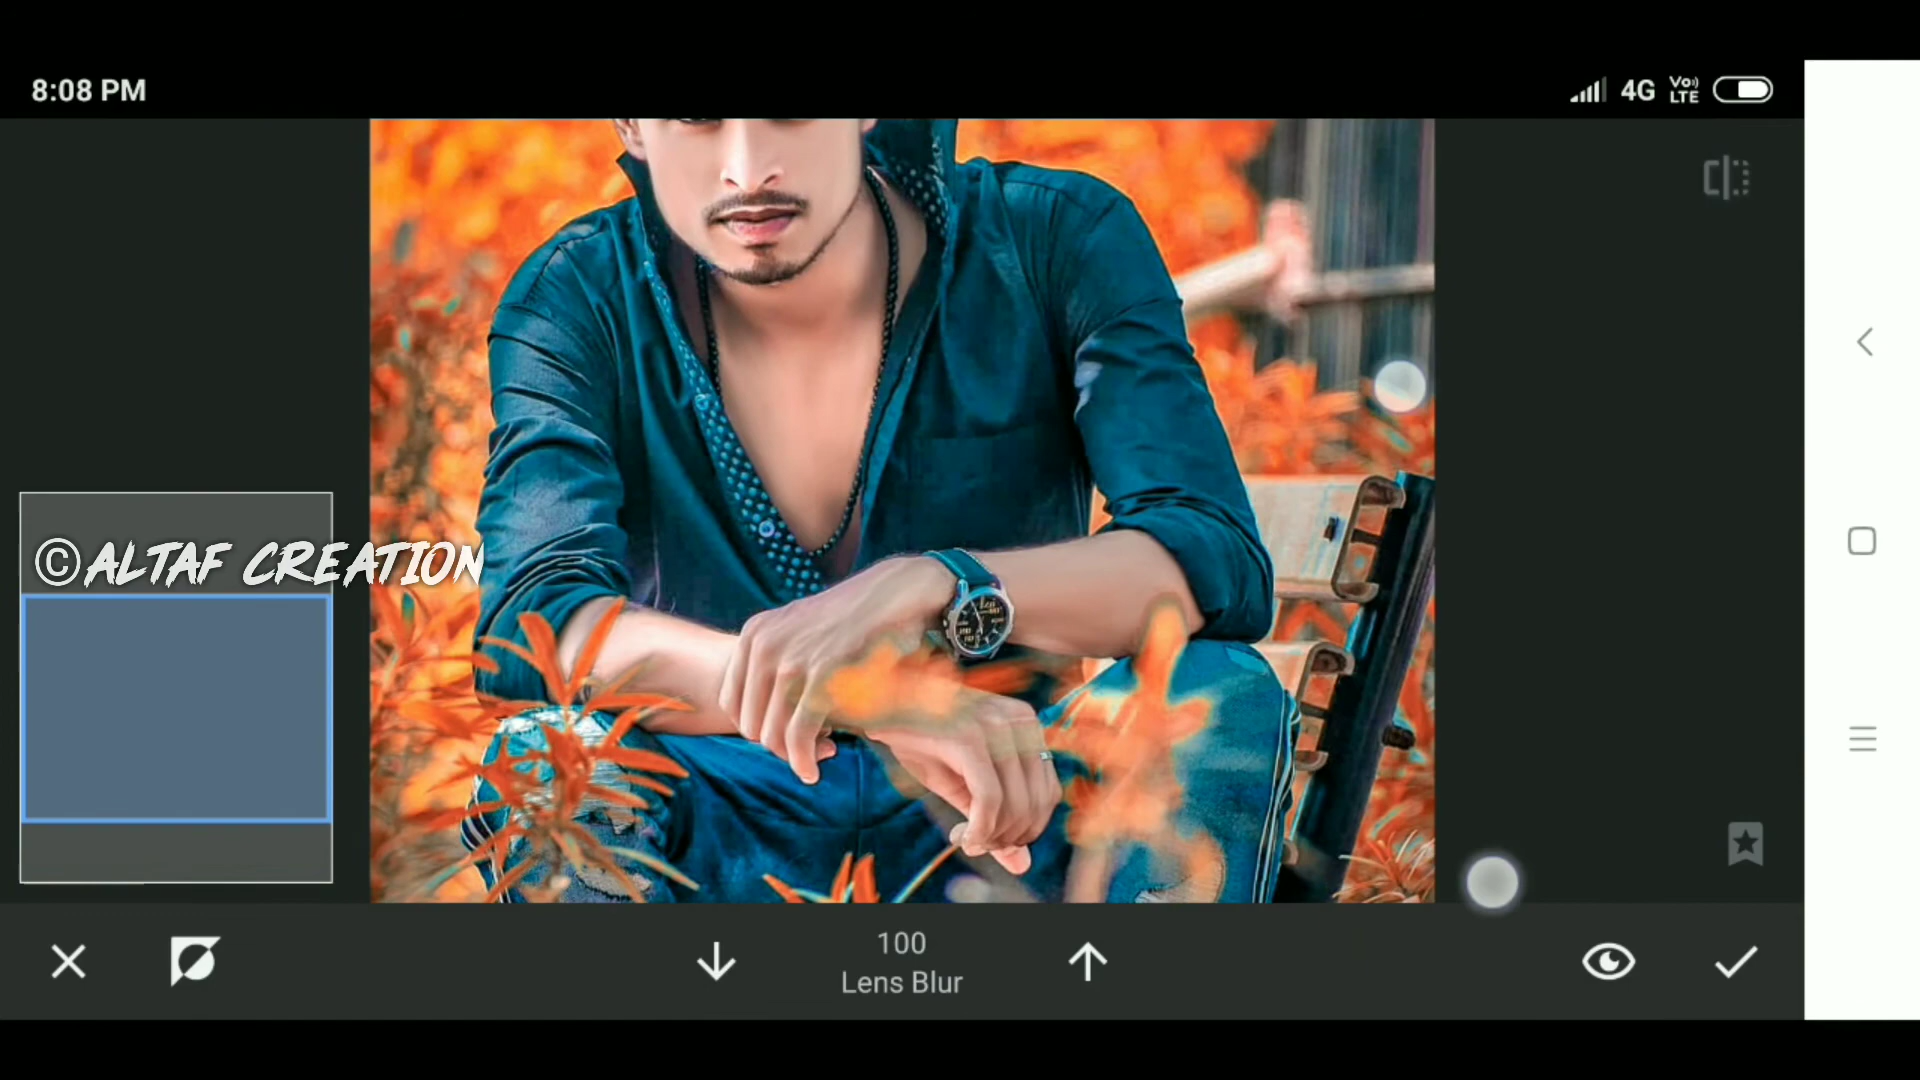 8:08 PM
4G
Vo))
LTE
©ALTAF CREATION
100
Lens Blur